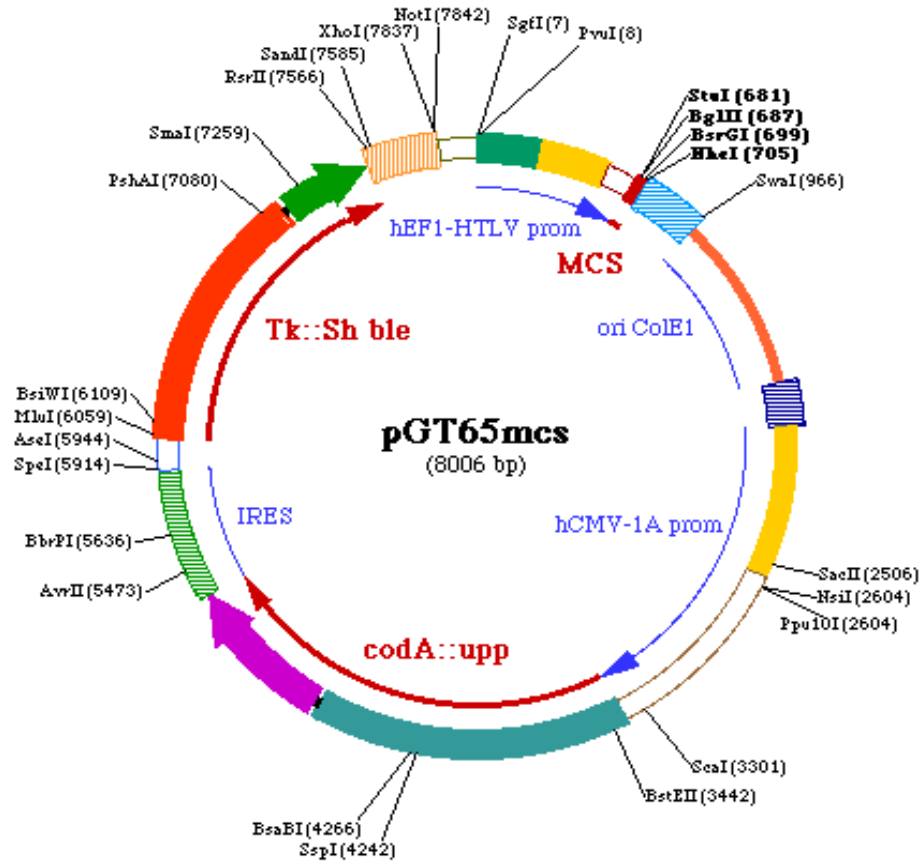 NotI(7842)
SgfI(7)
XhoI(7837)
PvuI(8)
SandI(7585)
RsrII(7566)
StuI(681)
BglII(687)
BsrGI(699)
NheI(705)
SmaI(7259)
PshAI(7080)
SwaI(966)
hEF1-HTLV prom
MCS
Tk::Sh ble
ori ColE1
BsiWI(6109)
MluI(6059)
AseI(5944)
SpeI(5914)
pGT65mcs
(8006 bp)
IRES
hCMV-1A prom
BbrPI(5636)
AvrII(5473)
SacII(2506)
NsiI(2604)
Ppu10I(2604)
codA::upp
ScaI(3301)
BstEII(3442)
BsaBI(4266)
SspI(4242)